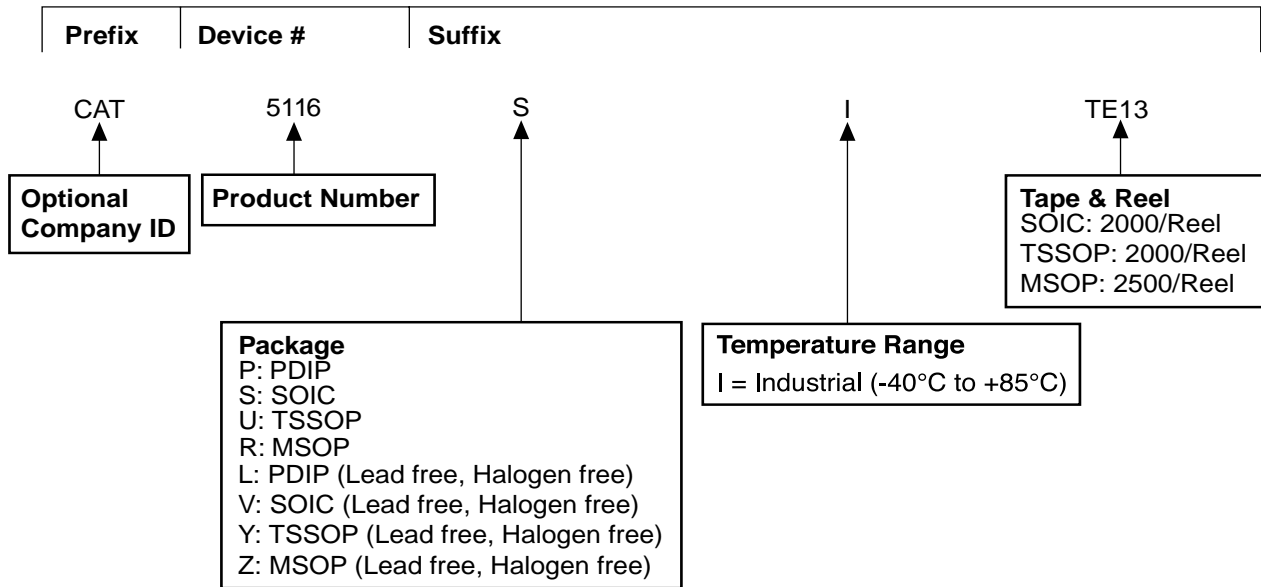 Prefix Device # Suffix
CAT 5116 S I TE13
Optional
Company ID
Product Number
Tape & Reel
SOIC: 2000/Reel
TSSOP: 2000/Reel
MSOP: 2500/Reel
Package
P: PDIP
S: SOIC
U: TSSOP
R: MSOP
L: PDIP (Lead free, Halogen free)
V: SOIC (Lead free, Halogen free)
Y: TSSOP (Lead free, Halogen free)
Z: MSOP (Lead free, Halogen free)
Temperature Range
I = Industrial (-40°C to +85°C)